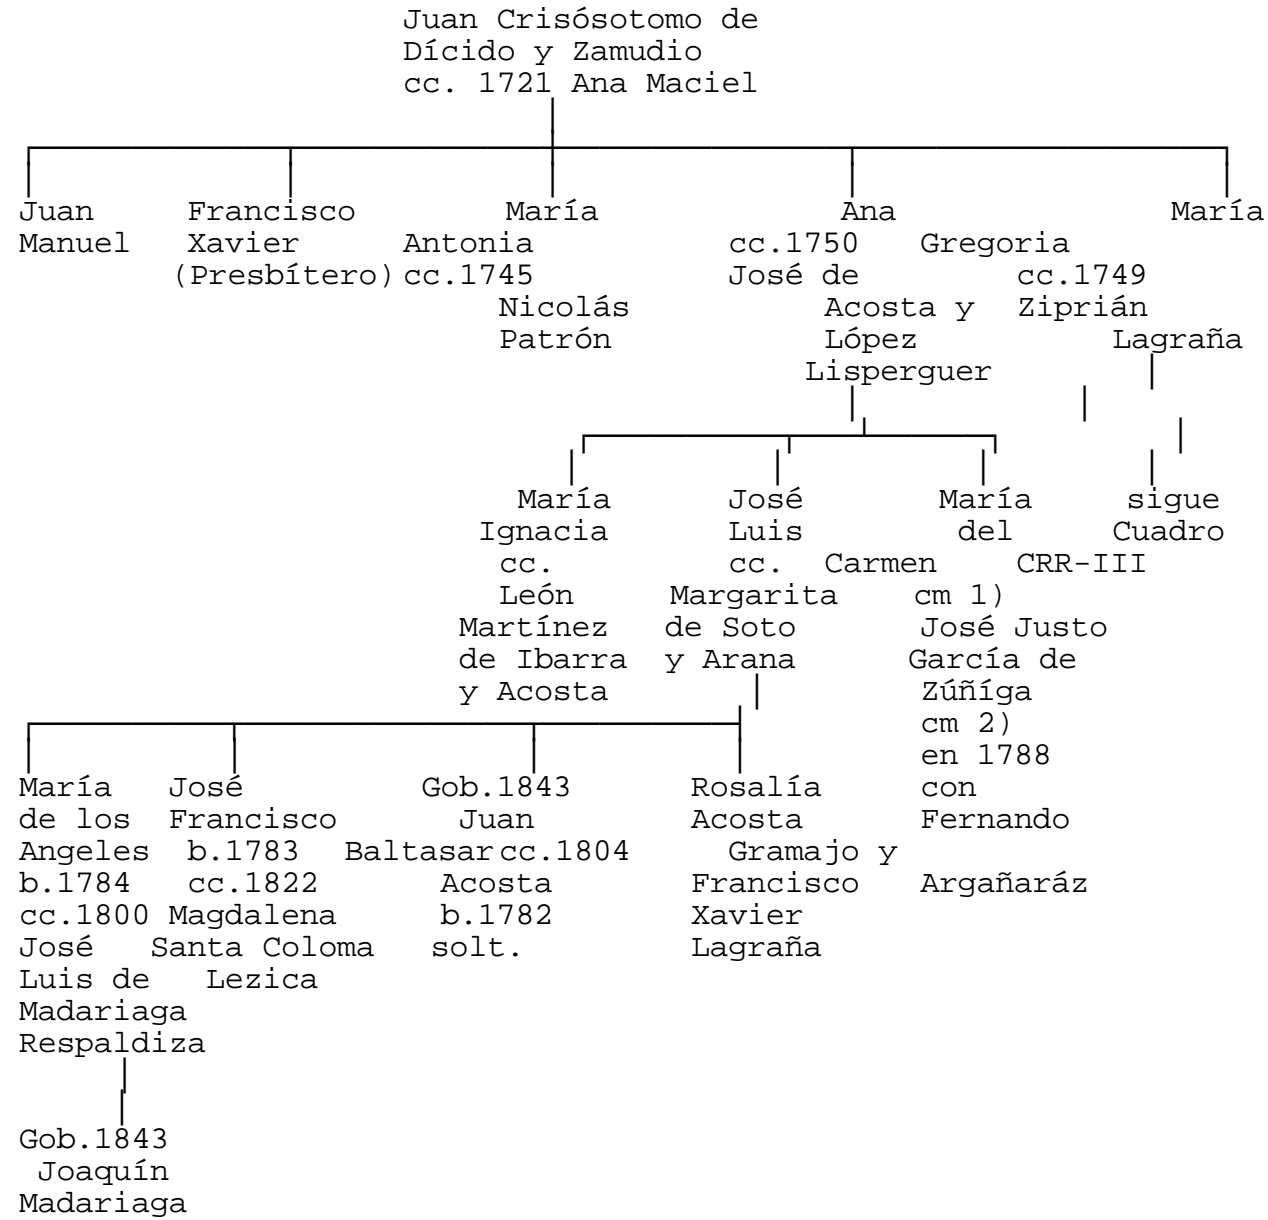 Juan Crisósotomo de
Dícido y Zamudio
cc. 1721 Ana Maciel
Juan Francisco María Ana María
Manuel Xavier Antonia cc.1750 Gregoria
(Presbítero) cc.1745 José de cc.1749
Nicolás Acosta y Ziprián
Patrón López Lagraña
Lisperguer
María José María sigue
Ignacia Luis del Cuadro
cc. cc. Carmen CRR-III
León Margarita cm 1)
Martínez de Soto José Justo
de Ibarra y Arana García de
y Acosta Zúñíga
cm 2)
en 1788
María José Gob.1843 Rosalía con
de los Francisco Juan Acosta Fernando
Angeles b.1783 Baltasar cc.1804 Gramajo y
b.1784 cc.1822 Acosta Francisco Argañaráz
cc.1800 Magdalena b.1782 Xavier
José Santa Coloma solt. Lagraña
Luis de Lezica
Madariaga
Respaldiza
Gob.1843
Joaquín
Madariaga